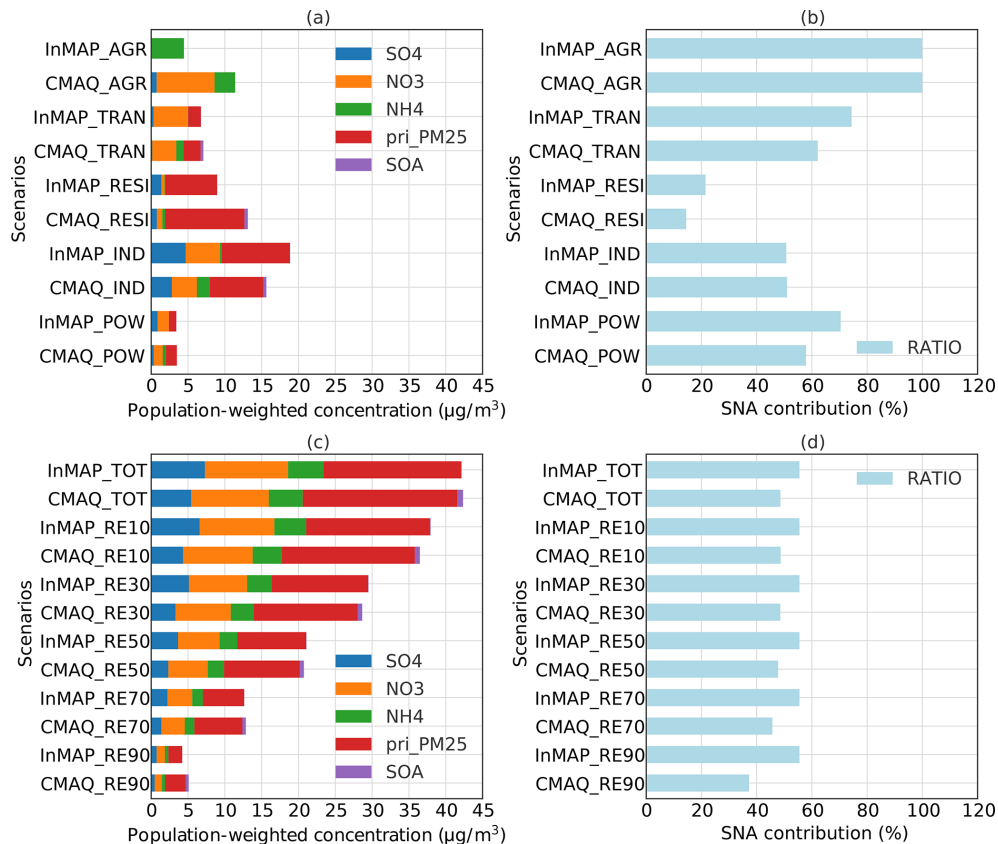 (a)
InMAP_AGR
CMAQ_AGR
InMAP_TRAN
CMAQ_TRAN
InMAP_RESI
CMAQ_RESI
InMAP_IND
CMAQ_IND
InMAP_POW
CMAQ_POW
Scenarios
SO4
NO3
NH4
pri_PM25
SOA
0 5 10 15 20 25 30 35 40 45
Population-weighted concentration (μg/m³)
(b)
InMAP_AGR
CMAQ_AGR
InMAP_TRAN
CMAQ_TRAN
InMAP_RESI
CMAQ_RESI
InMAP_IND
CMAQ_IND
InMAP_POW
CMAQ_POW
Scenarios
RATIO
0 20 40 60 80 100 120
SNA contribution (%)
(c)
InMAP_TOT
CMAQ_TOT
InMAP_RE10
CMAQ_RE10
InMAP_RE30
CMAQ_RE30
InMAP_RE50
CMAQ_RE50
InMAP_RE70
CMAQ_RE70
InMAP_RE90
CMAQ_RE90
Scenarios
SO4
NO3
NH4
pri_PM25
SOA
0 5 10 15 20 25 30 35 40 45
Population-weighted concentration (μg/m³)
(d)
InMAP_TOT
CMAQ_TOT
InMAP_RE10
CMAQ_RE10
InMAP_RE30
CMAQ_RE30
InMAP_RE50
CMAQ_RE50
InMAP_RE70
CMAQ_RE70
InMAP_RE90
CMAQ_RE90
Scenarios
RATIO
0 20 40 60 80 100 120
SNA contribution (%)